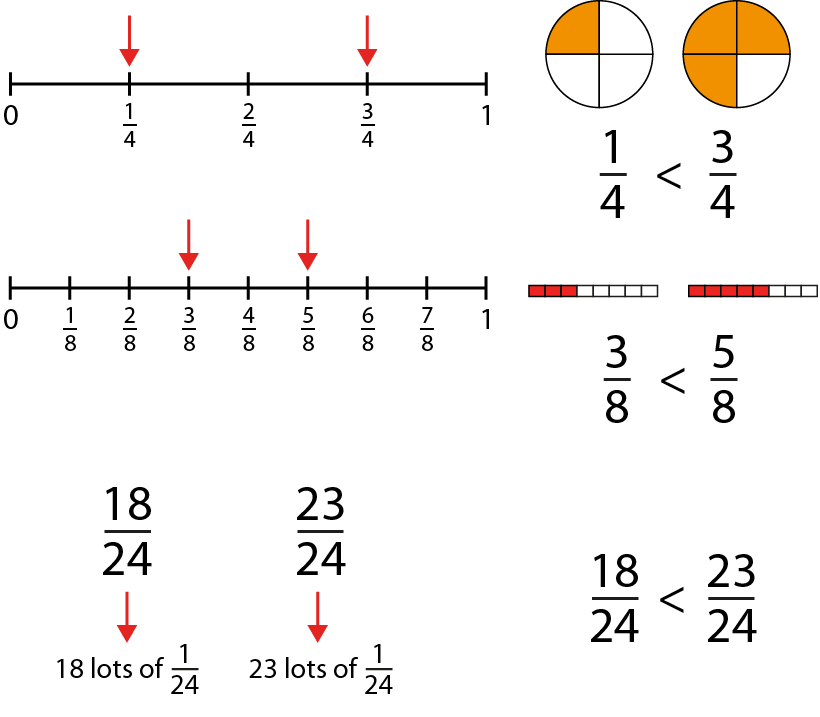 0 1/4 2/4 3/4 1
1/4 < 3/4
0 1/8 2/8 3/8 4/8 5/8 6/8 7/8 1
3/8 < 5/8
18/24 23/24
18/24 < 23/24
18 lots of 1/24 23 lots of 1/24